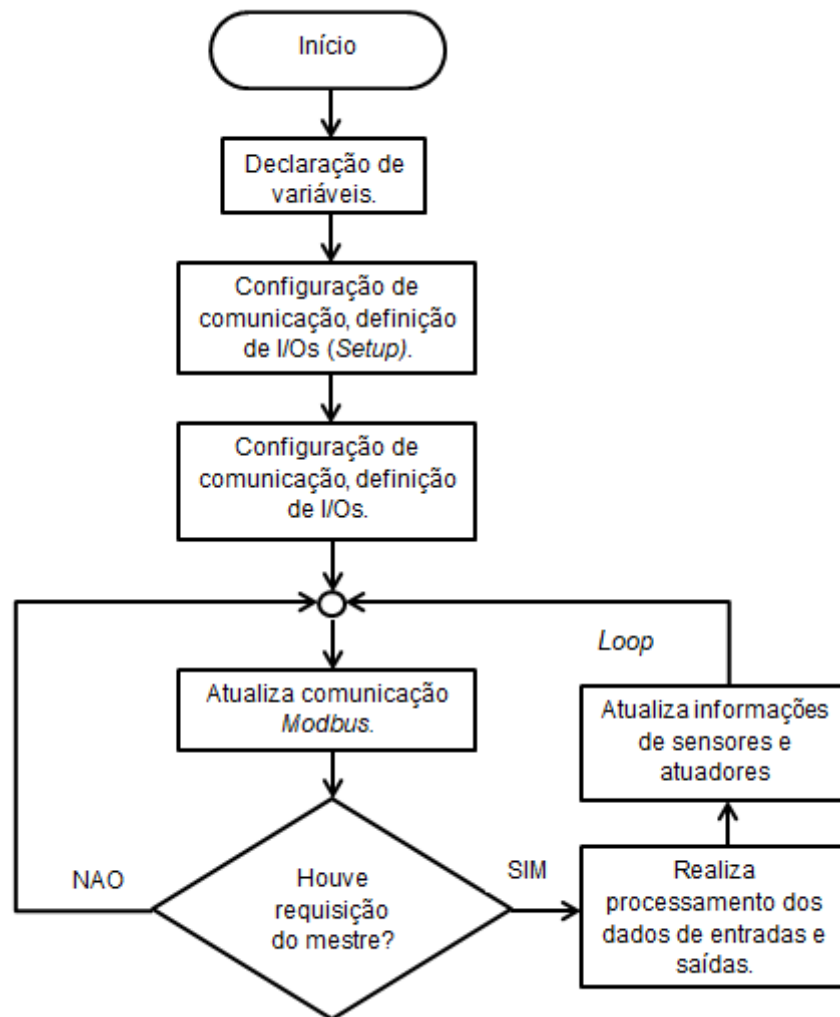 Início
Declaração de
variáveis.
Configuração de
comunicação, definição
de I/Os (Setup).
Configuração de
comunicação, definição
de I/Os.
Loop
Atualiza comunicação
Modbus.
Atualiza informações
de sensores e
atuadores
NAO
Houve
requisição
do mestre?
SIM
Realiza
processamento dos
dados de entradas e
saídas.